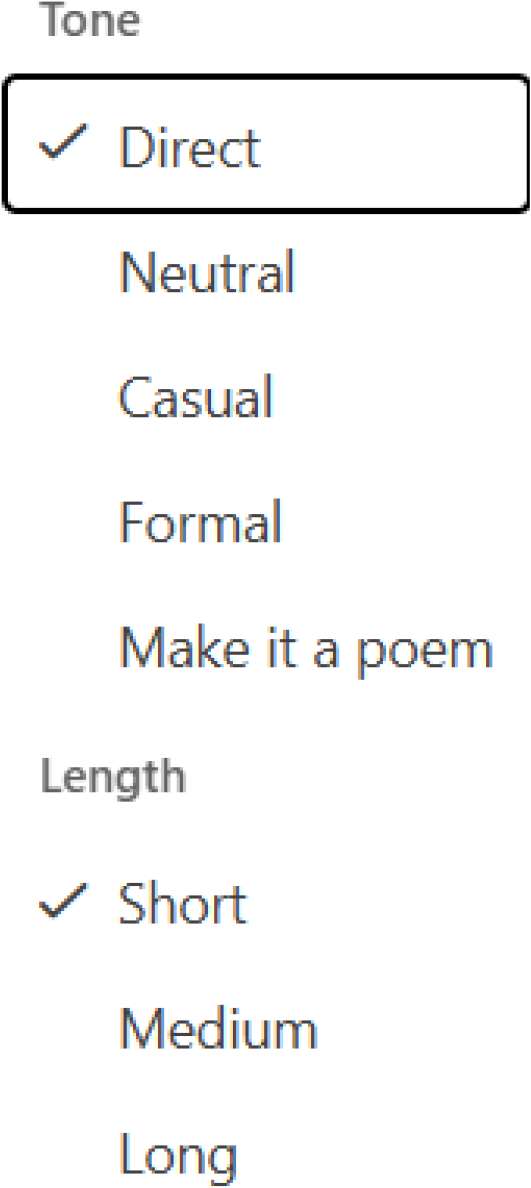 Tone
Direct
Neutral
Casual
Formal
Make it a poem
Length
Short
Medium
Long